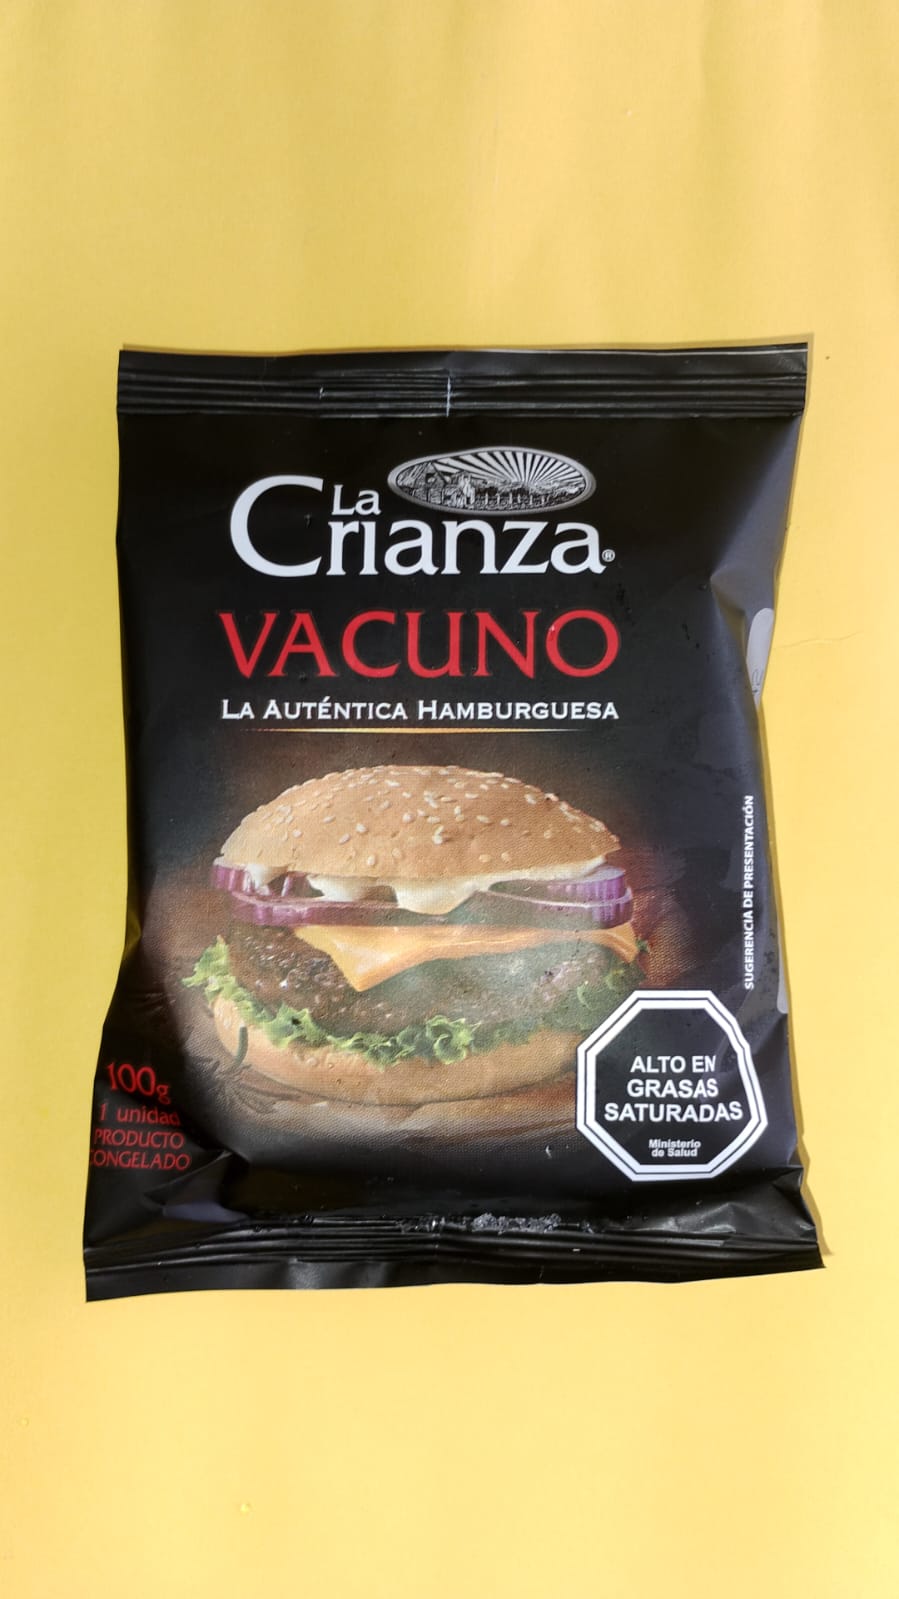 La
Crianza®
VACUNO
LA AUTÉNTICA HAMBURGUESA
SUGERENCIA DE PRESENTACIÓN
100g
1 unidad
PRODUCTO
CONGELADO
ALTO EN
GRASAS
SATURADAS
Ministerio
de Salud